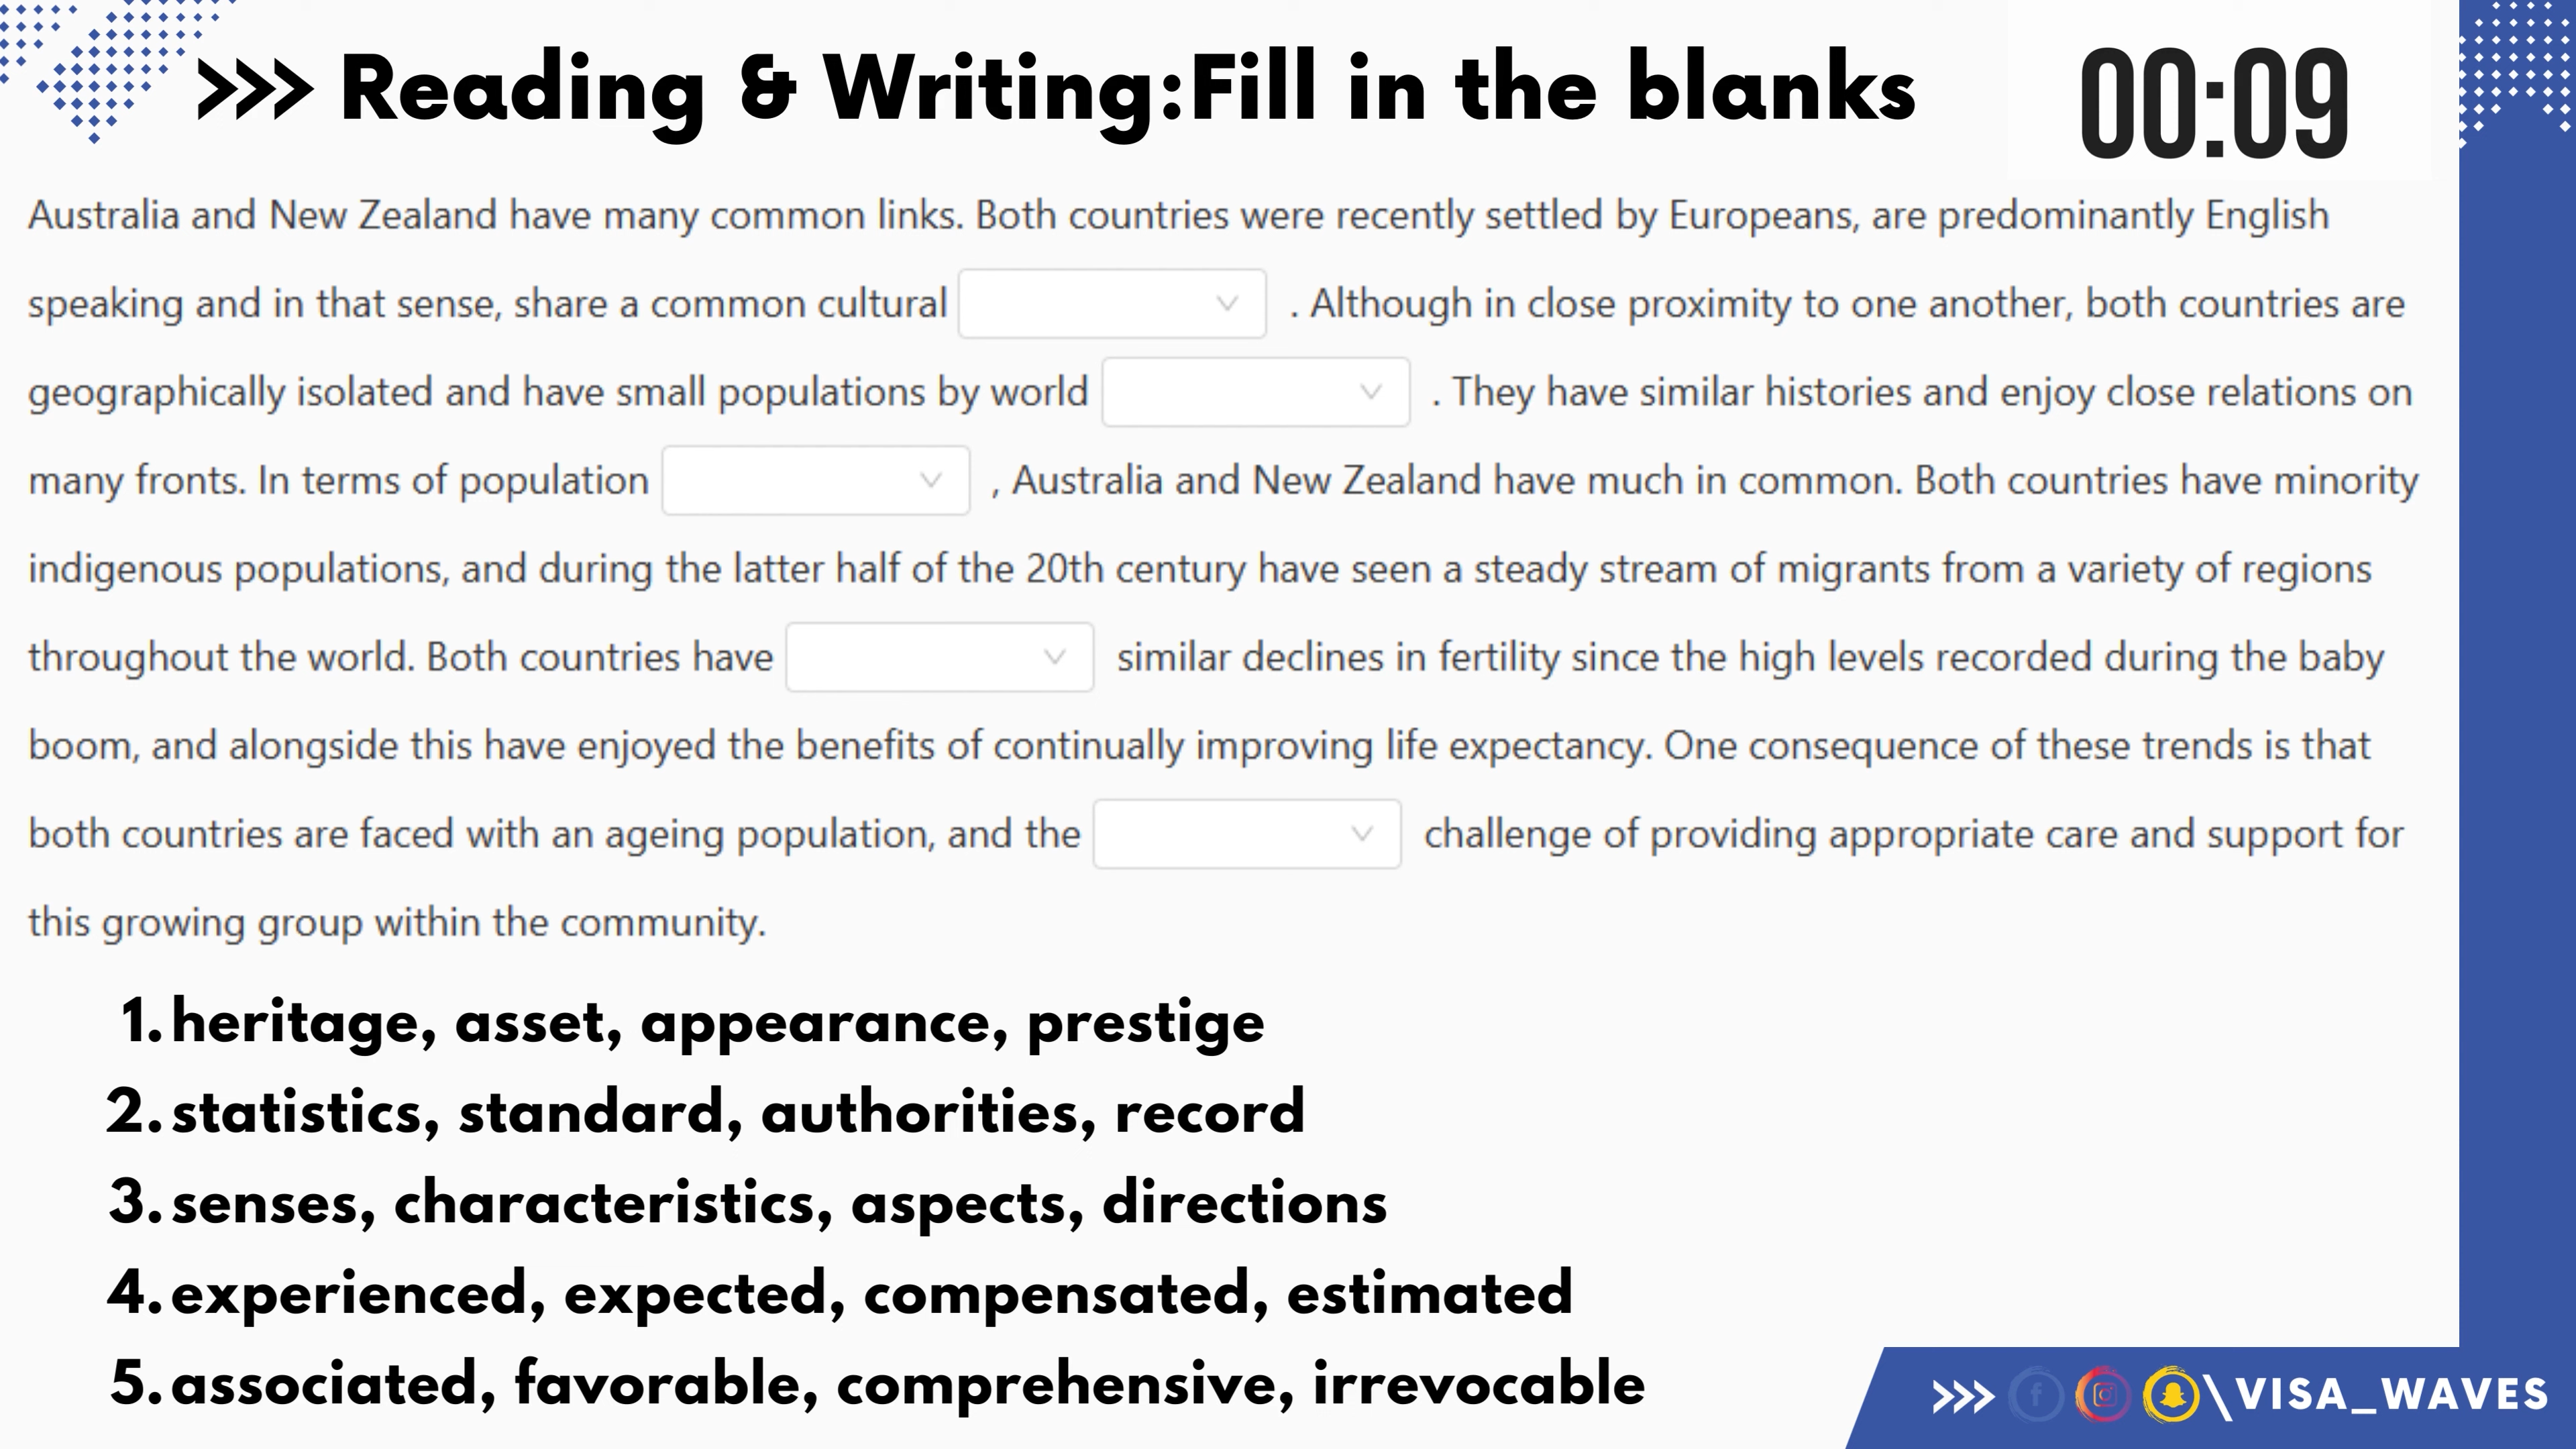 >>> Reading & Writing:Fill in the blanks
00:09
Australia and New Zealand have many common links. Both countries were recently settled by Europeans, are predominantly English
speaking and in that sense, share a common cultural . Although in close proximity to one another, both countries are
geographically isolated and have small populations by world . They have similar histories and enjoy close relations on
many fronts. In terms of population , Australia and New Zealand have much in common. Both countries have minority
indigenous populations, and during the latter half of the 20th century have seen a steady stream of migrants from a variety of regions
throughout the world. Both countries have similar declines in fertility since the high levels recorded during the baby
boom, and alongside this have enjoyed the benefits of continually improving life expectancy. One consequence of these trends is that
both countries are faced with an ageing population, and the challenge of providing appropriate care and support for
this growing group within the community.
1. heritage, asset, appearance, prestige
2. statistics, standard, authorities, record
3. senses, characteristics, aspects, directions
4. experienced, expected, compensated, estimated
5. associated, favorable, comprehensive, irrevocable
>>> \VISA_WAVES